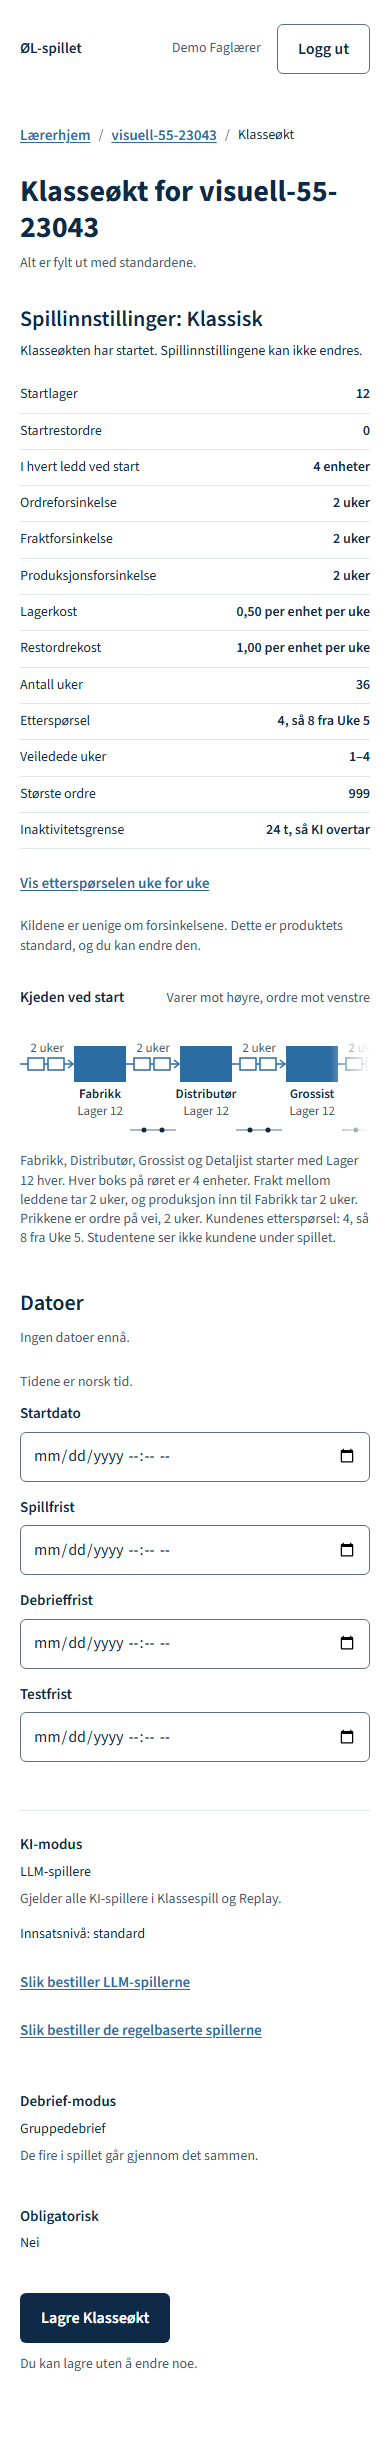 ØL-spillet
Demo Faglærer
Logg ut
Lærerhjem / visuell-55-23043 / Klasseøkt
Klasseøkt for visuell-55-
23043
Alt er fylt ut med standardene.
Spillinnstillinger: Klassisk
Klasseøkten har startet. Spillinnstillingene kan ikke endres.
Startlager 12
Startrestordre 0
I hvert ledd ved start 4 enheter
Ordreforsinkelse 2 uker
Fraktforsinkelse 2 uker
Produksjonsforsinkelse 2 uker
Lagerkost 0,50 per enhet per uke
Restordrekost 1,00 per enhet per uke
Antall uker 36
Etterspørsel 4, så 8 fra Uke 5
Veiledede uker 1–4
Største ordre 999
Inaktivitetsgrense 24 t, så KI overtar
Vis etterspørselen uke for uke
Kildene er uenige om forsinkelsene. Dette er produktets
standard, og du kan endre den.
Kjeden ved start Varer mot høyre, ordre mot venstre
2 uker 2 uker 2 uker 2 u
Fabrikk Distributør Grossist
Lager 12 Lager 12 Lager 12
Fabrikk, Distributør, Grossist og Detaljist starter med Lager
12 hver. Hver boks på røret er 4 enheter. Frakt mellom
leddene tar 2 uker, og produksjon inn til Fabrikk tar 2 uker.
Prikkene er ordre på vei, 2 uker. Kundenes etterspørsel: 4, så
8 fra Uke 5. Studentene ser ikke kundene under spillet.
Datoer
Ingen datoer ennå.
Tidene er norsk tid.
Startdato
mm/dd/yyyy --:-- --
Spillfrist
mm/dd/yyyy --:-- --
Debrieffrist
mm/dd/yyyy --:-- --
Testfrist
mm/dd/yyyy --:-- --
KI-modus
LLM-spillere
Gjelder alle KI-spillere i Klassespill og Replay.
Innsatsnivå: standard
Slik bestiller LLM-spillerne
Slik bestiller de regelbaserte spillerne
Debrief-modus
Gruppedebrief
De fire i spillet går gjennom det sammen.
Obligatorisk
Nei
Lagre Klasseøkt
Du kan lagre uten å endre noe.